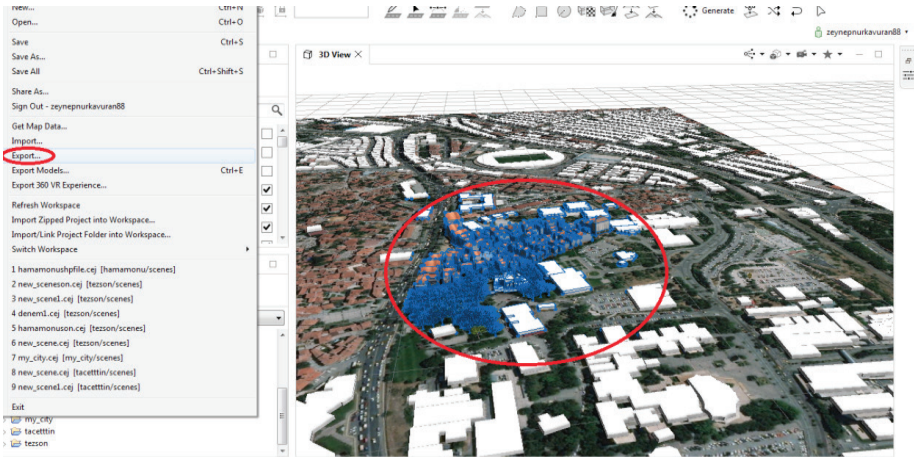 New... Ctrl+N
Open... Ctrl+O
Save Ctrl+S
Save As...
Save All Ctrl+Shift+S
Share As...
Sign Out - zeynepnurkavuran88
Get Map Data...
Import...
Export...
Export Models... Ctrl+E
Export 360 VR Experience...
Refresh Workspace
Import Zipped Project into Workspace...
Import/Link Project Folder into Workspace...
Switch Workspace
1 hamamonushpfile.cej [hamamonu/scenes]
2 new_sceneson.cej [tezson/scenes]
3 new_scene1.cej [tezson/scenes]
4 denem1.cej [tezson/scenes]
5 hamamonuson.cej [tezson/scenes]
6 new_scene.cej [tezson/scenes]
7 my_city.cej [my_city/scenes]
8 new_scene.cej [tacetttin/scenes]
9 new_scene1.cej [tacetttin/scenes]
Exit
my_city
tacetttin
tezson
Generate
zeynepnurkavuran88
3D View